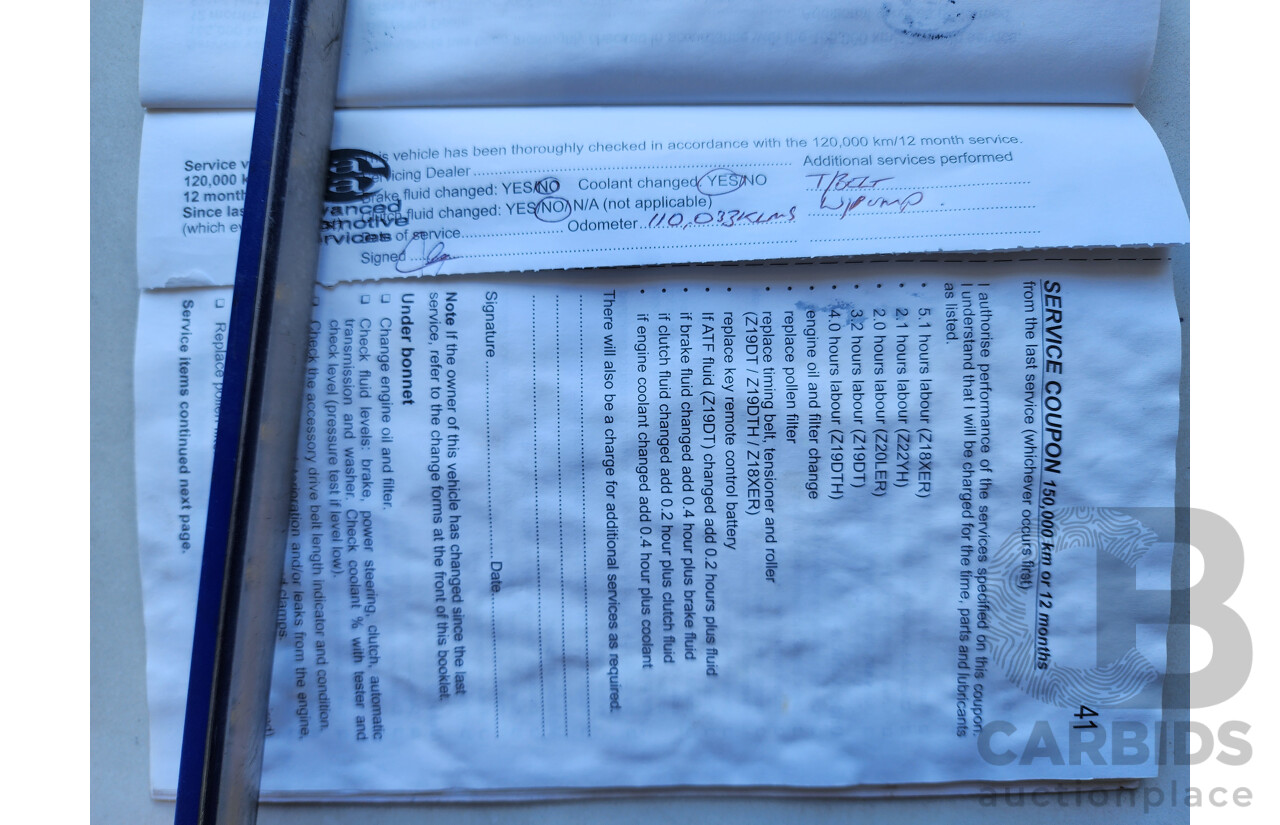 This vehicle has been thoroughly checked in accordance with the 120,000 km/12 month service.
Service v
120,000 k
12 month
Since las
(which ev
Servicing Dealer
Additional services performed
Brake fluid changed: YES/NO Coolant changed YES/NO
T/BELT
fluid changed: YES/NO/N/A (not applicable)
W/PUMP.
of service
Odometer 110,033KLMS
Signed
SERVICE COUPON 150,000 km or 12 months
from the last service (whichever occurs first)
41
I authorise performance of the services specified on this coupon.
I understand that I will be charged for the time, parts and lubricants
as listed.
• 5.1 hours labour (Z18XER)
• 2.1 hours labour (Z22YH)
• 2.0 hours labour (Z20LER)
• 3.2 hours labour (Z19DT)
• 4.0 hours labour (Z19DTH)
• engine oil and filter change
• replace pollen filter
• replace timing belt, tensioner and roller
(Z19DT / Z19DTH / Z18XER)
• replace key remote control battery
• If ATF fluid (Z19DT) changed add 0.2 hours plus fluid
• if brake fluid changed add 0.4 hour plus brake fluid
• if clutch fluid changed add 0.2 hour plus clutch fluid
• if engine coolant changed add 0.4 hour plus coolant
There will also be a charge for additional services as required:
Signature Date
Note If the owner of this vehicle has changed since the last
service, refer to the change forms at the front of this booklet.
Under bonnet
❑ Change engine oil and filter.
❑ Check fluid levels: brake, power steering, clutch, automatic
transmission and washer. Check coolant % with tester and
check level (pressure test if level low).
❑ Check the accessory drive belt length indicator and condition.
and/or leaks from the engine,
clamps.
❑ Replace pollen
Service items continued next page.
CARBIDS
auctionplace